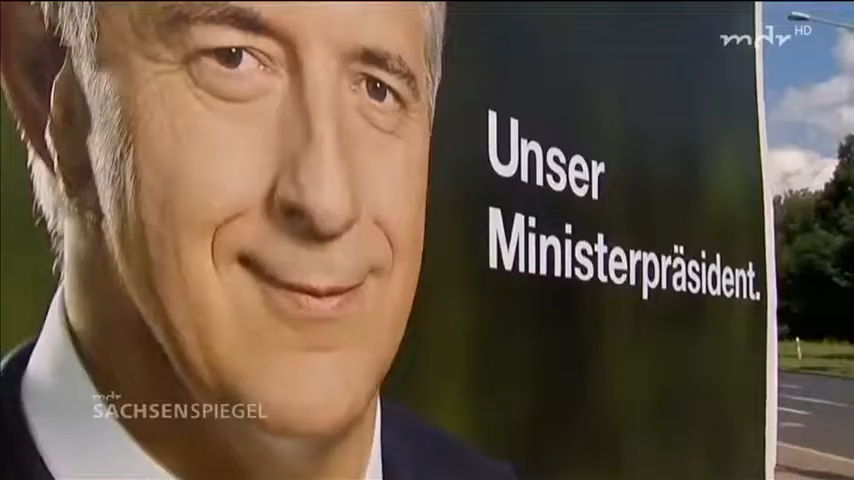 mdr HD
Unser
Ministerpräsident.
mdr
SACHSENSPIEGEL